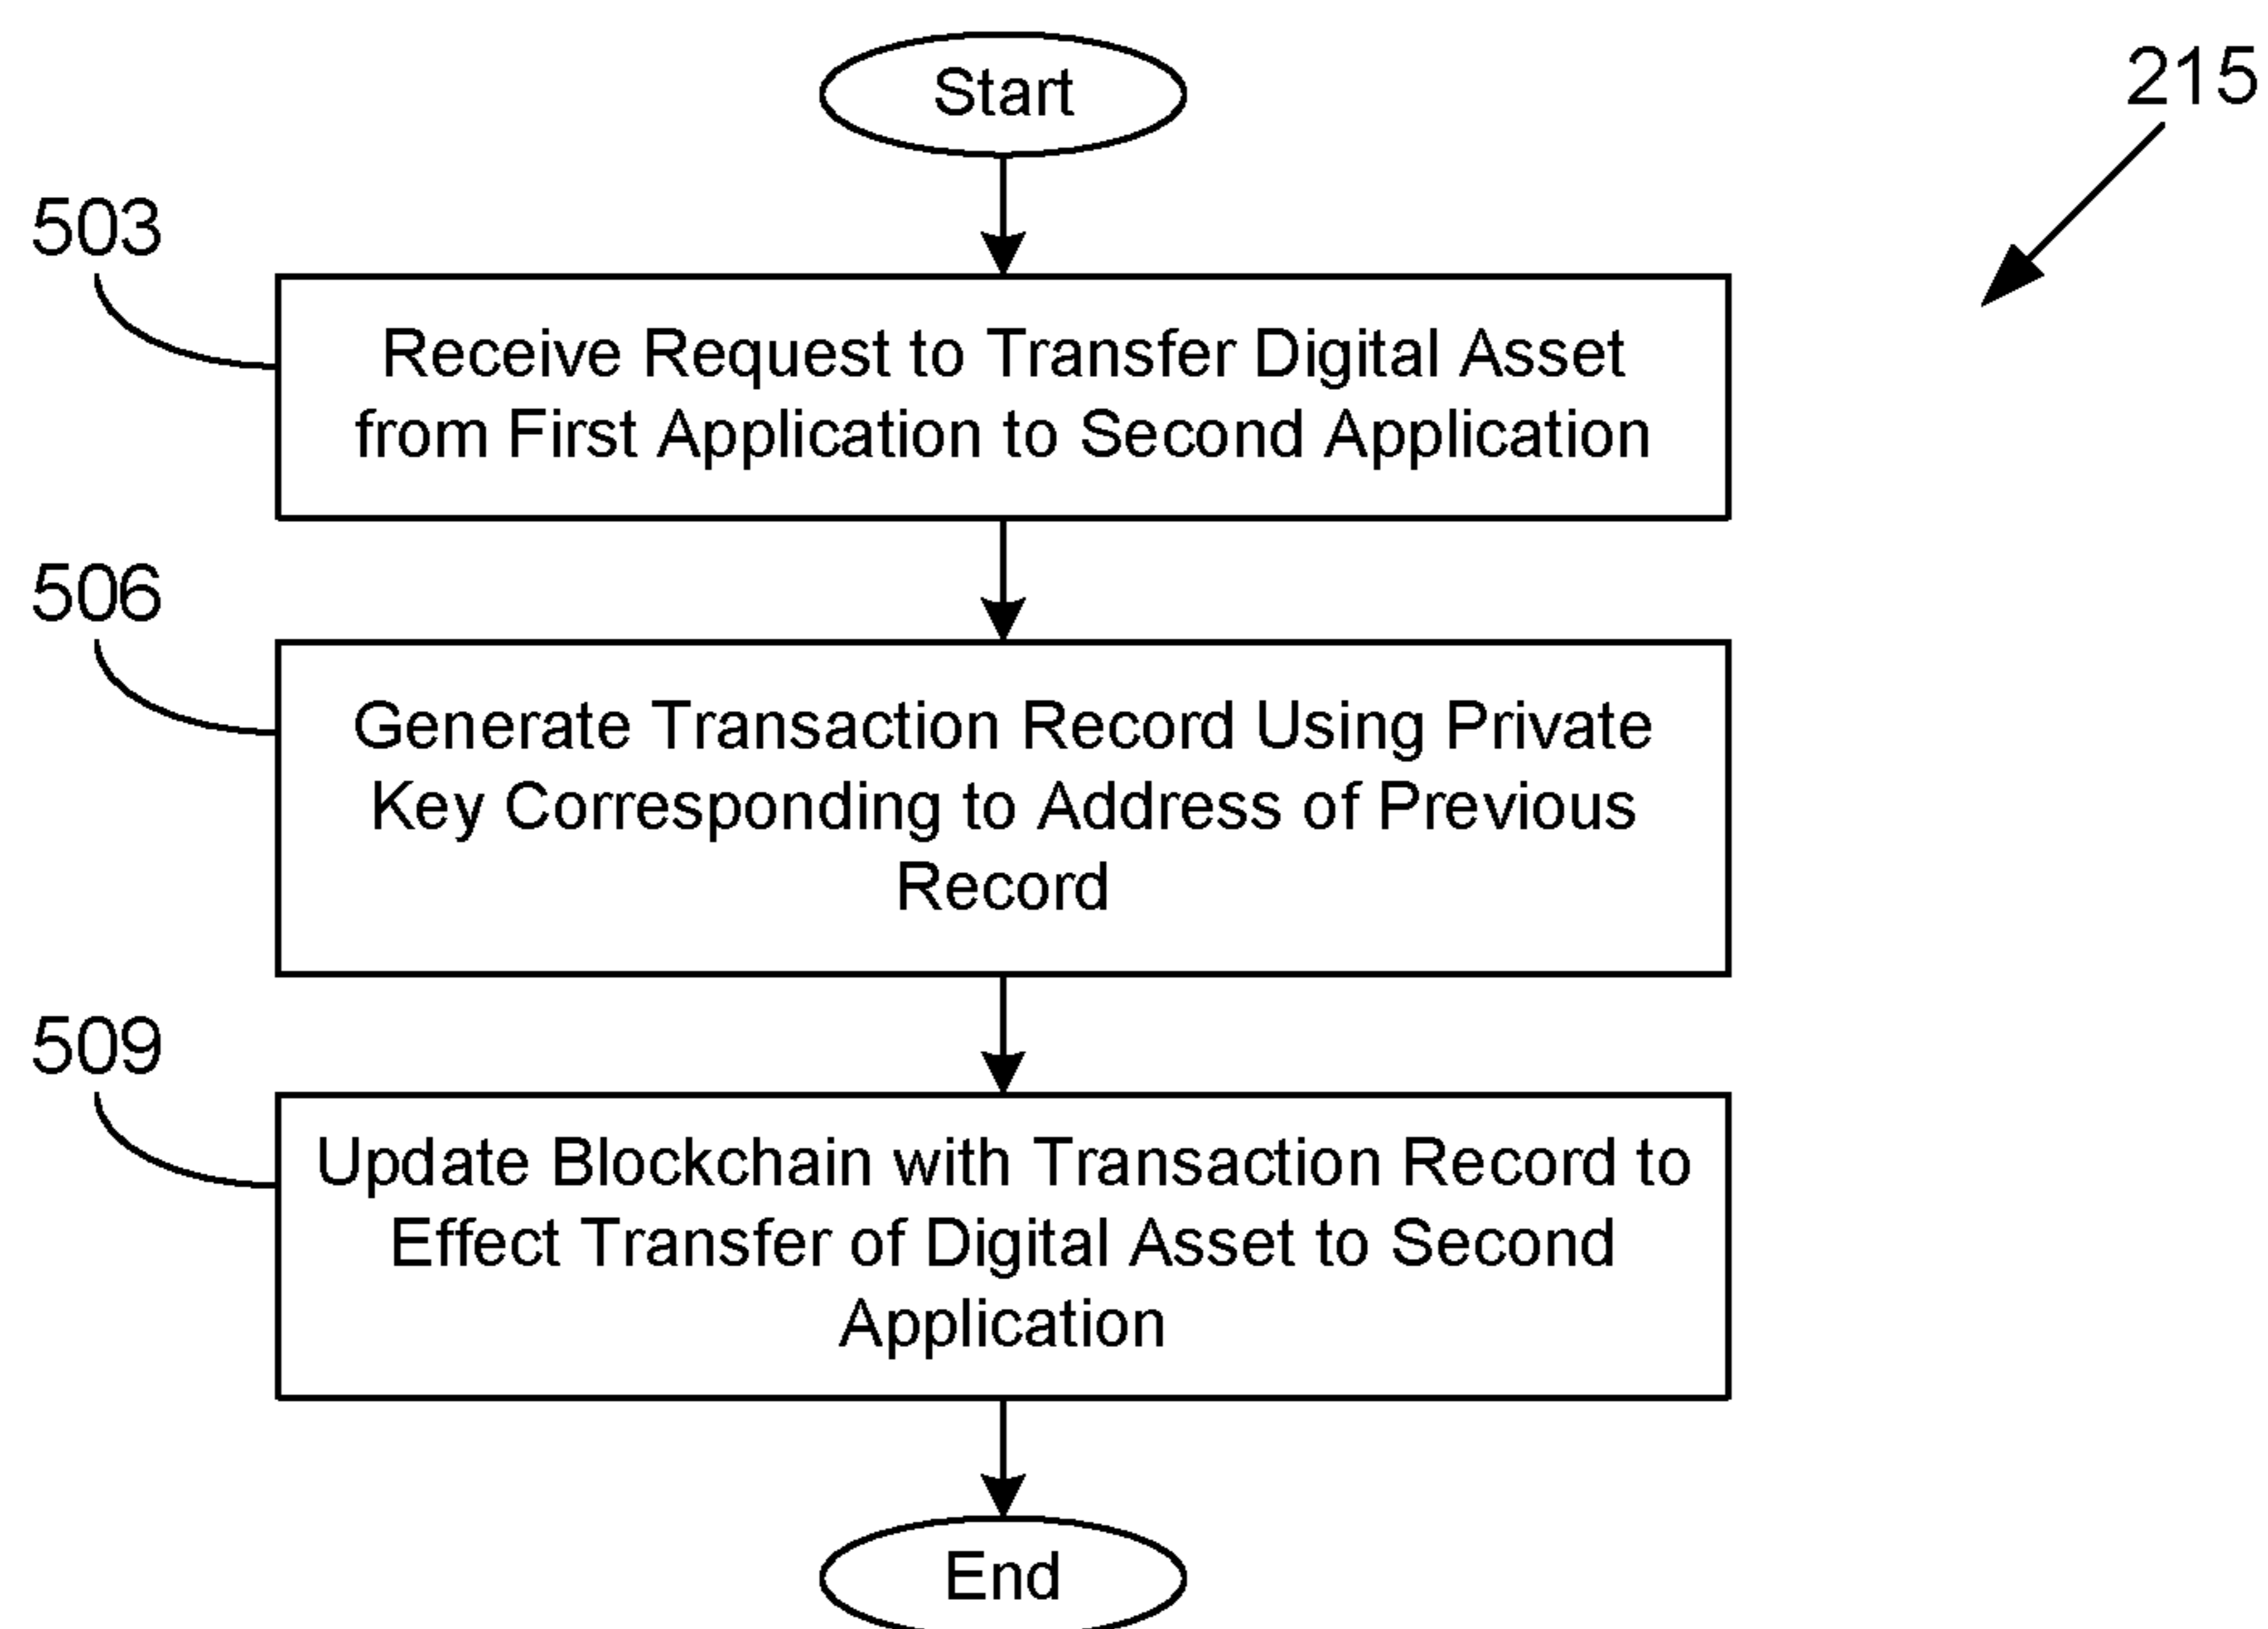 Start
215
503
Receive Request to Transfer Digital Asset
from First Application to Second Application
506
Generate Transaction Record Using Private
Key Corresponding to Address of Previous
Record
509
Update Blockchain with Transaction Record to
Effect Transfer of Digital Asset to Second
Application
End